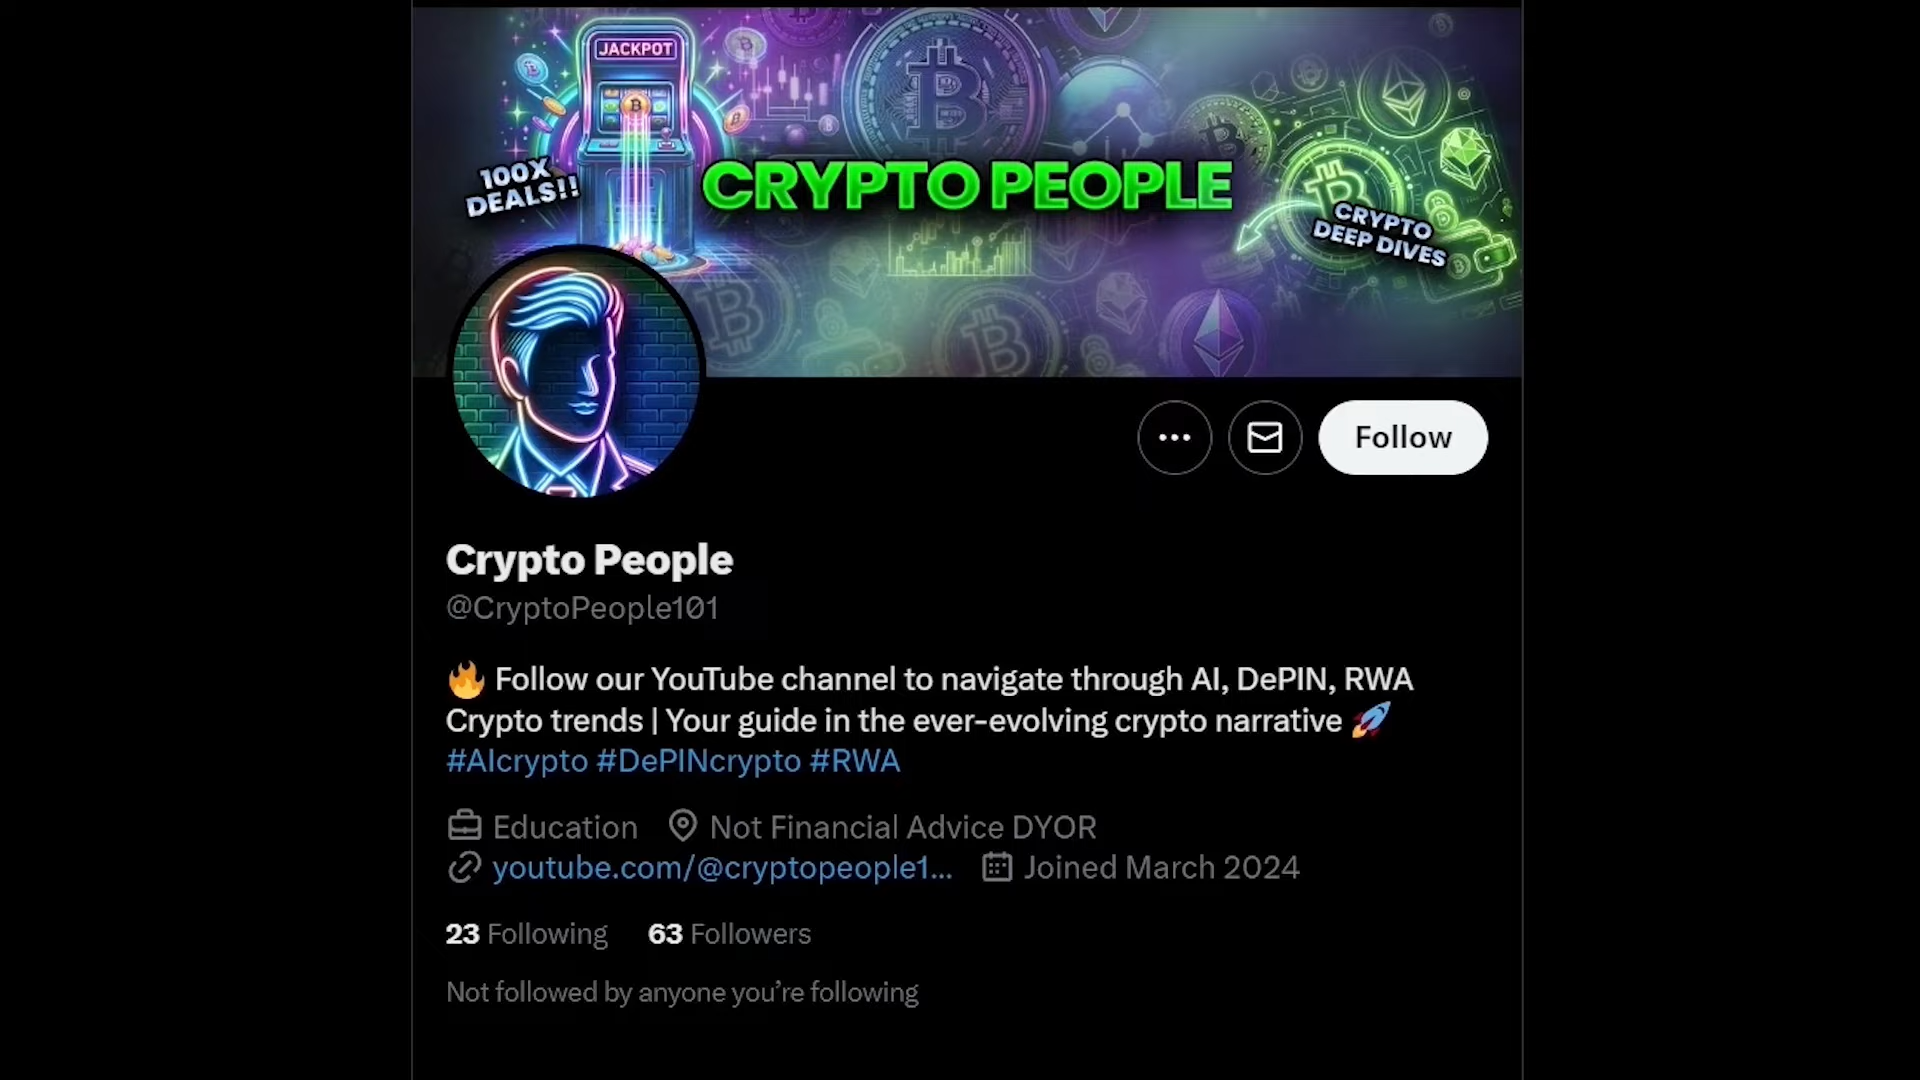 JACKPOT
100X
DEALS!!
CRYPTO PEOPLE
CRYPTO
DEEP DIVES
Follow
Crypto People
@CryptoPeople101
🔥 Follow our YouTube channel to navigate through AI, DePIN, RWA
Crypto trends | Your guide in the ever-evolving crypto narrative 🚀
#AIcrypto #DePINcrypto #RWA
Education Not Financial Advice DYOR
youtube.com/@cryptopeople1… Joined March 2024
23 Following 63 Followers
Not followed by anyone you’re following